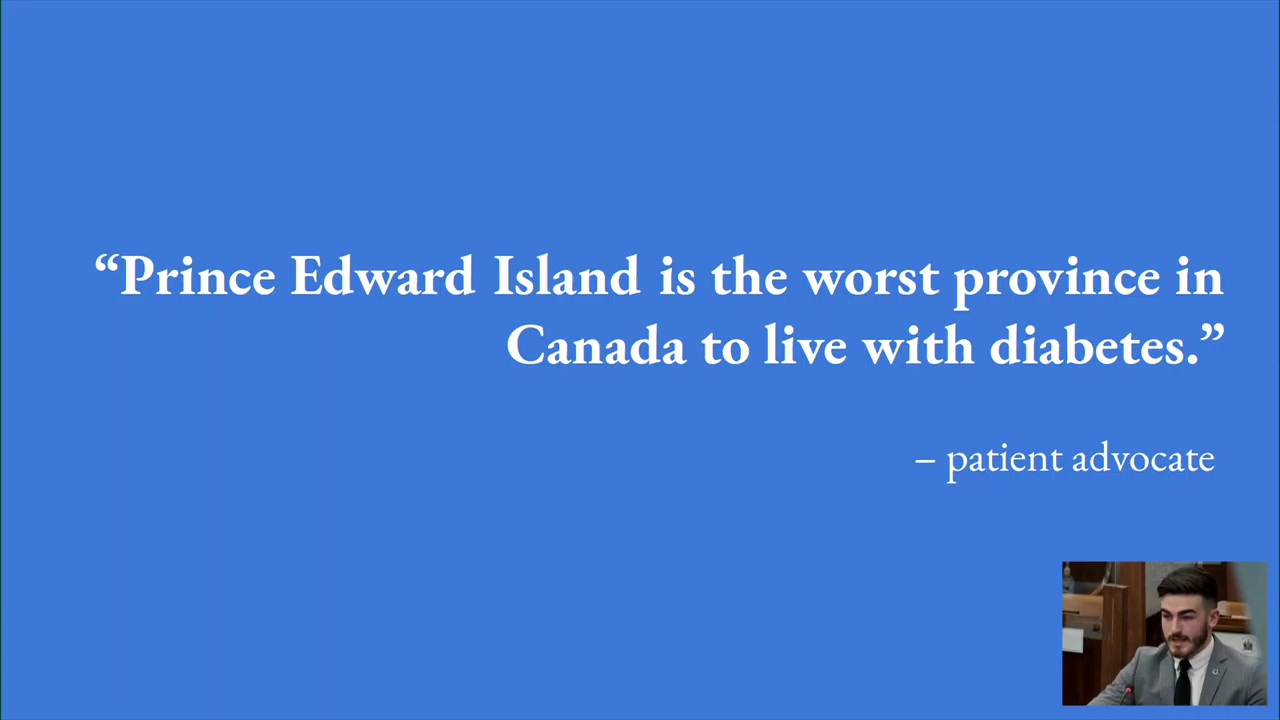 “Prince Edward Island is the worst province in
Canada to live with diabetes.”
– patient advocate